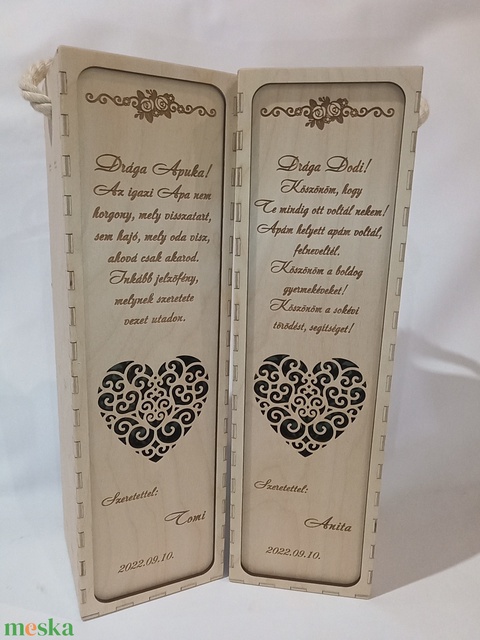 Drága Apuka!
Az igazi Apa nem
horgony, mely visszatart,
sem hajó, mely oda visz,
ahová csak akarod.
Inkább jelzőfény,
melynek szeretete
vezet utadon.
Szeretettel:
Tomi
2022.09.10.
Drága Dodi!
Köszönöm, hogy
Te mindig ott voltál nekem!
Apám helyett apám voltál,
felneveltél.
Köszönöm a boldog
gyermekéveket!
Köszönöm a sokévi
törödést, segitséget!
Szeretettel:
Anita
2022.09.10.
meska